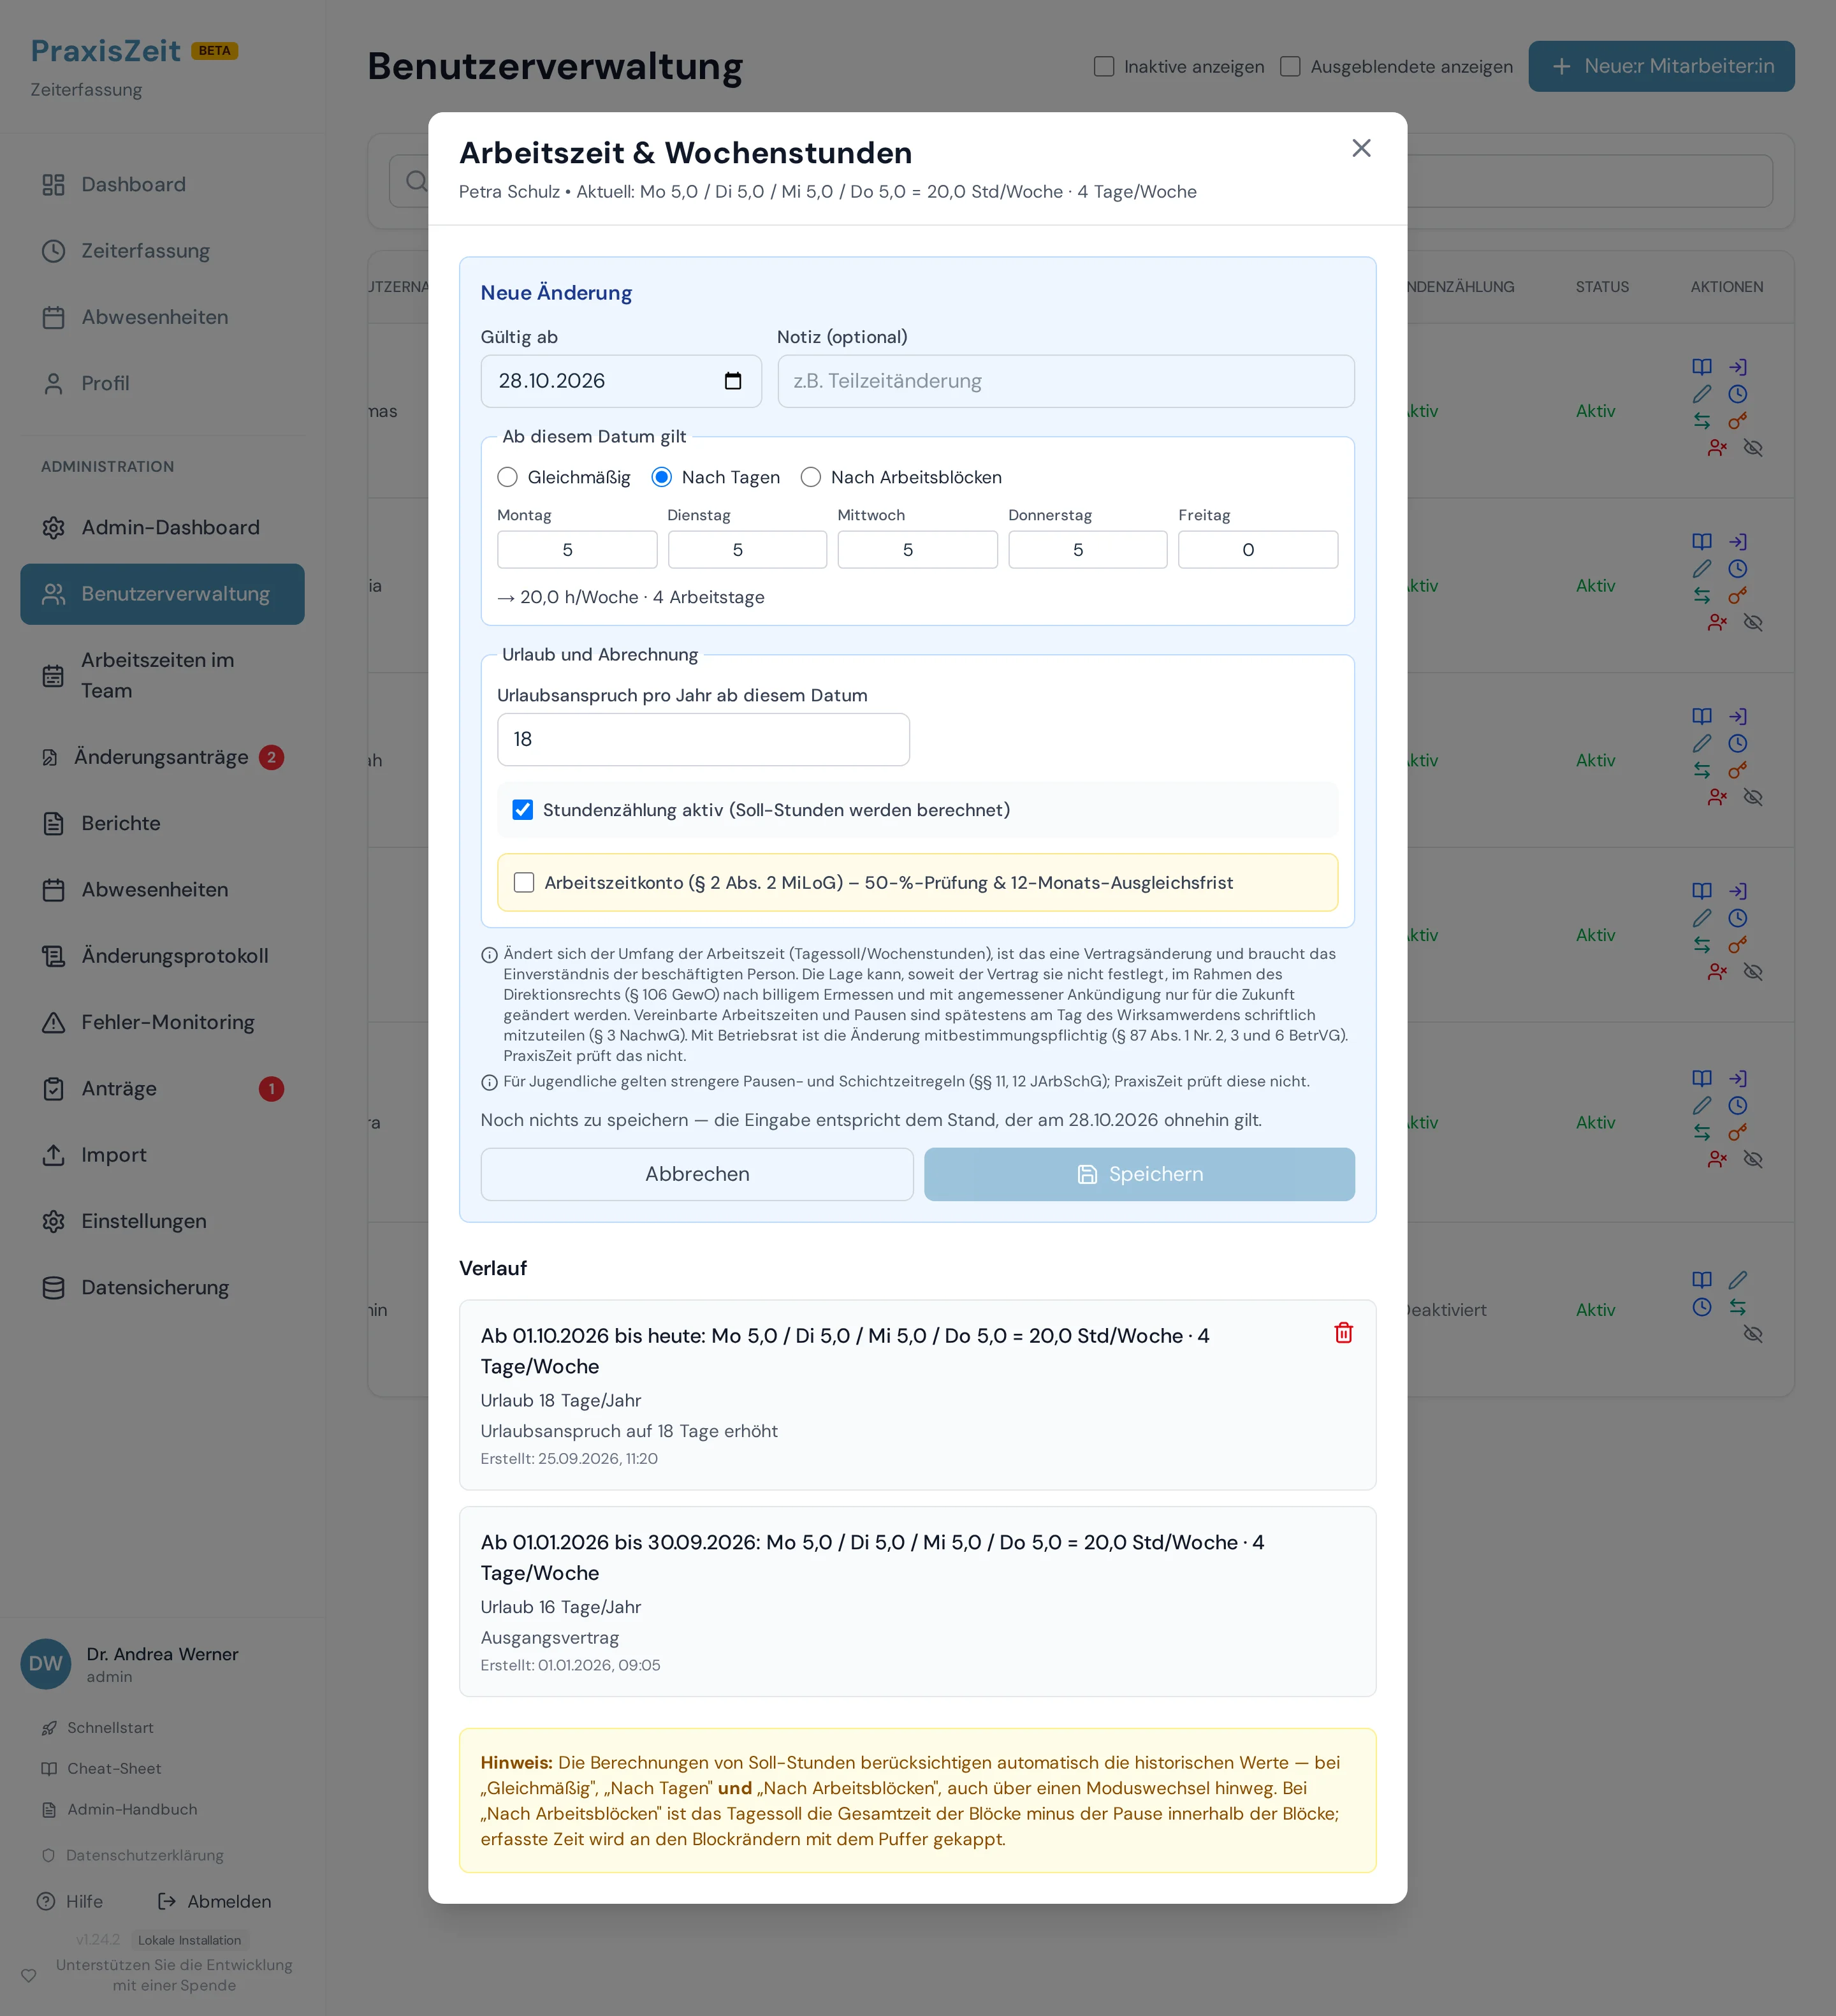 PraxisZeit BETA
Zeiterfassung
Dashboard
Zeiterfassung
Abwesenheiten
Profil
ADMINISTRATION
Admin-Dashboard
Benutzerverwaltung
Arbeitszeiten im
Team
Änderungsanträge 2
Berichte
Abwesenheiten
Änderungsprotokoll
Fehler-Monitoring
Anträge 1
Import
Einstellungen
Datensicherung
DW
Dr. Andrea Werner
admin
Schnellstart
Cheat-Sheet
Admin-Handbuch
Datenschutzerklärung
Hilfe Abmelden
v1.24.2 Lokale Installation
Unterstützen Sie die Entwicklung
mit einer Spende
Benutzerverwaltung
Inaktive anzeigen Ausgeblendete anzeigen Neue:r Mitarbeiter:in
STATUS AKTIONEN
Aktiv
Aktiv
Aktiv
Aktiv
Aktiv
Aktiv
Arbeitszeit & Wochenstunden
Petra Schulz • Aktuell: Mo 5,0 / Di 5,0 / Mi 5,0 / Do 5,0 = 20,0 Std/Woche · 4 Tage/Woche
Neue Änderung
Gültig ab Notiz (optional)
28.10.2026 z.B. Teilzeitänderung
Ab diesem Datum gilt
Gleichmäßig Nach Tagen Nach Arbeitsblöcken
Montag Dienstag Mittwoch Donnerstag Freitag
5 5 5 5 0
→ 20,0 h/Woche · 4 Arbeitstage
Urlaub und Abrechnung
Urlaubsanspruch pro Jahr ab diesem Datum
18
Stundenzählung aktiv (Soll-Stunden werden berechnet)
Arbeitszeitkonto (§ 2 Abs. 2 MiLoG) – 50-%-Prüfung & 12-Monats-Ausgleichsfrist
Ändert sich der Umfang der Arbeitszeit (Tagessoll/Wochenstunden), ist das eine Vertragsänderung und braucht das
Einverständnis der beschäftigten Person. Die Lage kann, soweit der Vertrag sie nicht festlegt, im Rahmen des
Direktionsrechts (§ 106 GewO) nach billigem Ermessen und mit angemessener Ankündigung nur für die Zukunft
geändert werden. Vereinbarte Arbeitszeiten und Pausen sind spätestens am Tag des Wirksamwerdens schriftlich
mitzuteilen (§ 3 NachwG). Mit Betriebsrat ist die Änderung mitbestimmungspflichtig (§ 87 Abs. 1 Nr. 2, 3 und 6 BetrVG).
PraxisZeit prüft das nicht.
Für Jugendliche gelten strengere Pausen- und Schichtzeitregeln (§§ 11, 12 JArbSchG); PraxisZeit prüft diese nicht.
Noch nichts zu speichern — die Eingabe entspricht dem Stand, der am 28.10.2026 ohnehin gilt.
Abbrechen Speichern
Verlauf
Ab 01.10.2026 bis heute: Mo 5,0 / Di 5,0 / Mi 5,0 / Do 5,0 = 20,0 Std/Woche · 4
Tage/Woche
Urlaub 18 Tage/Jahr
Urlaubsanspruch auf 18 Tage erhöht
Erstellt: 25.09.2026, 11:20
Ab 01.01.2026 bis 30.09.2026: Mo 5,0 / Di 5,0 / Mi 5,0 / Do 5,0 = 20,0 Std/Woche · 4
Tage/Woche
Urlaub 16 Tage/Jahr
Ausgangsvertrag
Erstellt: 01.01.2026, 09:05
Hinweis: Die Berechnungen von Soll-Stunden berücksichtigen automatisch die historischen Werte — bei
„Gleichmäßig", „Nach Tagen" und „Nach Arbeitsblöcken", auch über einen Moduswechsel hinweg. Bei
„Nach Arbeitsblöcken" ist das Tagessoll die Gesamtzeit der Blöcke minus der Pause innerhalb der Blöcke;
erfasste Zeit wird an den Blockrändern mit dem Puffer gekappt.